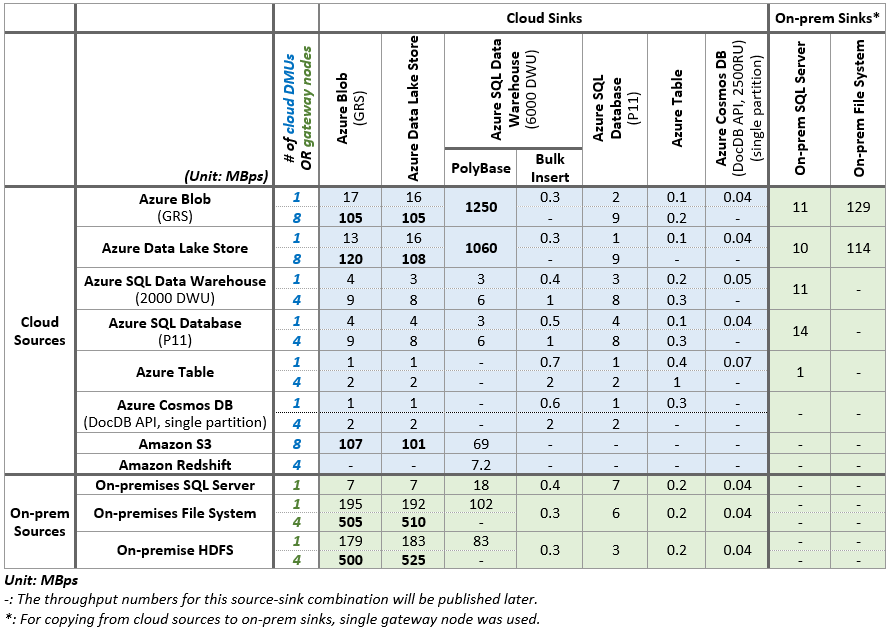 Cloud Sinks On-prem Sinks*
(Unit: MBps)
# of cloud DMUs
OR gateway nodes
Azure Blob
(GRS)
Azure Data Lake Store
Azure SQL Data
Warehouse
(6000 DWU)
PolyBase
Bulk
Insert
Azure SQL
Database
(P11)
Azure Table
Azure Cosmos DB
(DocDB API, 2500RU)
(single partition)
On-prem SQL Server
On-prem File System
Cloud
Sources
Azure Blob
(GRS)
1 17 16 1250 0.3 2 0.1 0.04 11 129
8 105 105 - 9 0.2 -
Azure Data Lake Store
1 13 16 1060 0.3 1 0.1 0.04 10 114
8 120 108 - 9 - -
Azure SQL Data Warehouse
(2000 DWU)
1 4 3 3 0.4 3 0.2 0.05 11 -
4 9 8 6 1 8 0.3 -
Azure SQL Database
(P11)
1 4 4 3 0.5 4 0.1 0.04 14 -
4 9 8 6 1 8 0.3 -
Azure Table
1 1 1 - 0.7 1 0.4 0.07 1 -
4 2 2 - 2 2 1 -
Azure Cosmos DB
(DocDB API, single partition)
1 1 1 - 0.6 1 0.3 - - -
4 2 2 - 2 2 - -
Amazon S3 8 107 101 69 - - - - - -
Amazon Redshift 4 - - 7.2 - - - - - -
On-prem
Sources
On-premises SQL Server 1 7 7 18 0.4 7 0.2 0.04 - -
On-premises File System
1 195 192 102 0.3 6 0.2 0.04 - -
4 505 510 -
On-premise HDFS
1 179 183 83 0.3 3 0.2 0.04 - -
4 500 525 -
Unit: MBps
-: The throughput numbers for this source-sink combination will be published later.
*: For copying from cloud sources to on-prem sinks, single gateway node was used.